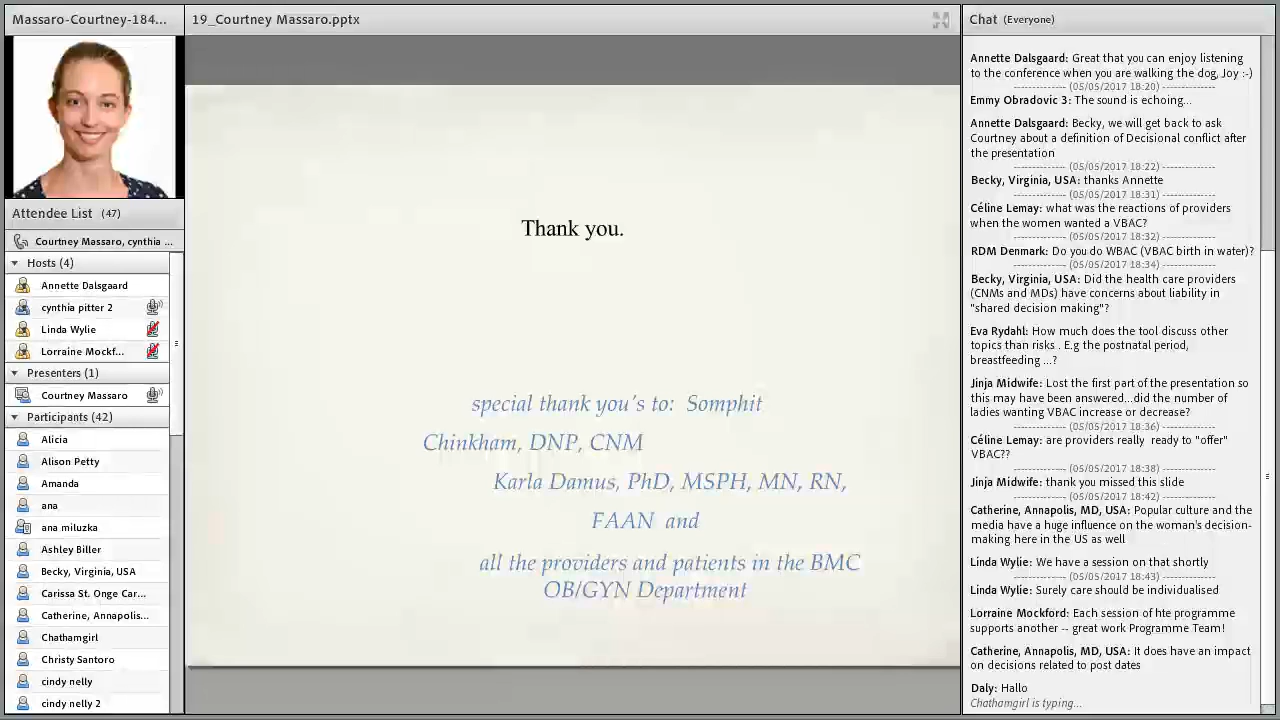 Massaro-Courtney-184...
19_Courtney Massaro.pptx
Chat (Everyone)
Attendee List (47)
Courtney Massaro, cynthia ...
Hosts (4)
Annette Dalsgaard
cynthia pitter 2
Linda Wylie
Lorraine Mockf...
Presenters (1)
Courtney Massaro
Participants (42)
Alicia
Alison Petty
Amanda
ana
ana miluzka
Ashley Biller
Becky, Virginia, USA
Carissa St. Onge Car...
Catherine, Annapolis...
Chathamgirl
Christy Santoro
cindy nelly
cindy nelly 2
Thank you.
special thank you's to: Somphit
Chinkham, DNP, CNM
Karla Damus, PhD, MSPH, MN, RN,
FAAN and
all the providers and patients in the BMC
OB/GYN Department
Annette Dalsgaard: Great that you can enjoy listening
to the conference when you are walking the dog, Joy :-)
------------- (05/05/2017 18:20) -------------
Emmy Obradovic 3: The sound is echoing...
Annette Dalsgaard: Becky, we will get back to ask
Courtney about a definition of Decisional conflict after
the presentation
------------- (05/05/2017 18:22) -------------
Becky, Virginia, USA: thanks Annette
------------- (05/05/2017 18:31) -------------
Céline Lemay: what was the reactions of providers
when the women wanted a VBAC?
------------- (05/05/2017 18:32) -------------
RDM Denmark: Do you do WBAC (VBAC birth in water)?
------------- (05/05/2017 18:34) -------------
Becky, Virginia, USA: Did the health care providers
(CNMs and MDs) have concerns about liability in
"shared decision making"?
Eva Rydahl: How much does the tool discuss other
topics than risks . E.g the postnatal period,
breastfeeding ...?
Jinja Midwife: Lost the first part of the presentation so
this may have been answered...did the number of
ladies wanting VBAC increase or decrease?
------------- (05/05/2017 18:36) -------------
Céline Lemay: are providers really ready to "offer"
VBAC??
------------- (05/05/2017 18:38) -------------
Jinja Midwife: thank you missed this slide
------------- (05/05/2017 18:42) -------------
Catherine, Annapolis, MD, USA: Popular culture and the
media have a huge influence on the woman's decision-
making here in the US as well
Linda Wylie: We have a session on that shortly
------------- (05/05/2017 18:43) -------------
Linda Wylie: Surely care should be individualised
Lorraine Mockford: Each session of hte programme
supports another -- great work Programme Team!
Catherine, Annapolis, MD, USA: It does have an impact
on decisions related to post dates
Daly: Hallo
Chathamgirl is typing...